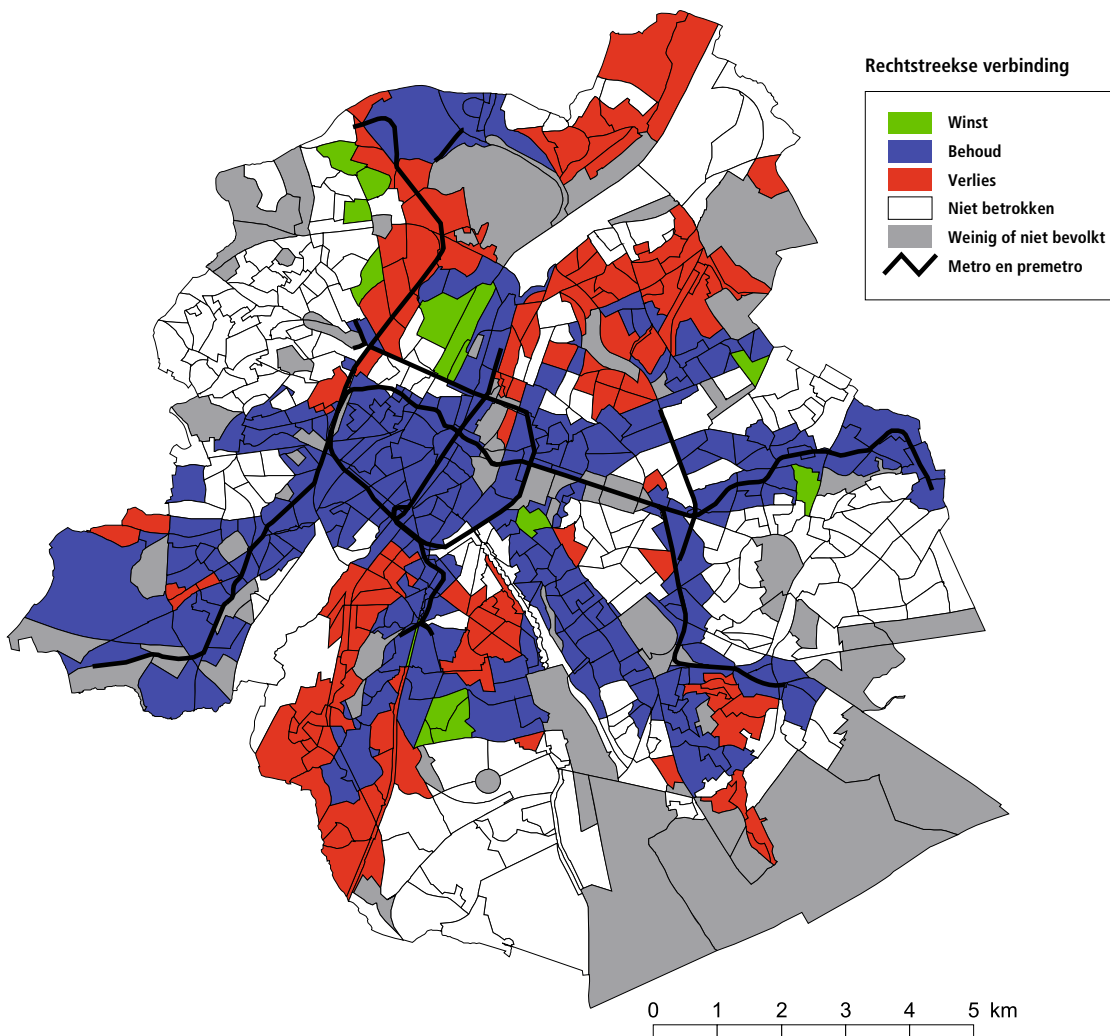 Rechtstreekse verbinding
Winst
Behoud
Verlies
Niet betrokken
Weinig of niet bevolkt
Metro en premetro
0 1 2 3 4 5 km